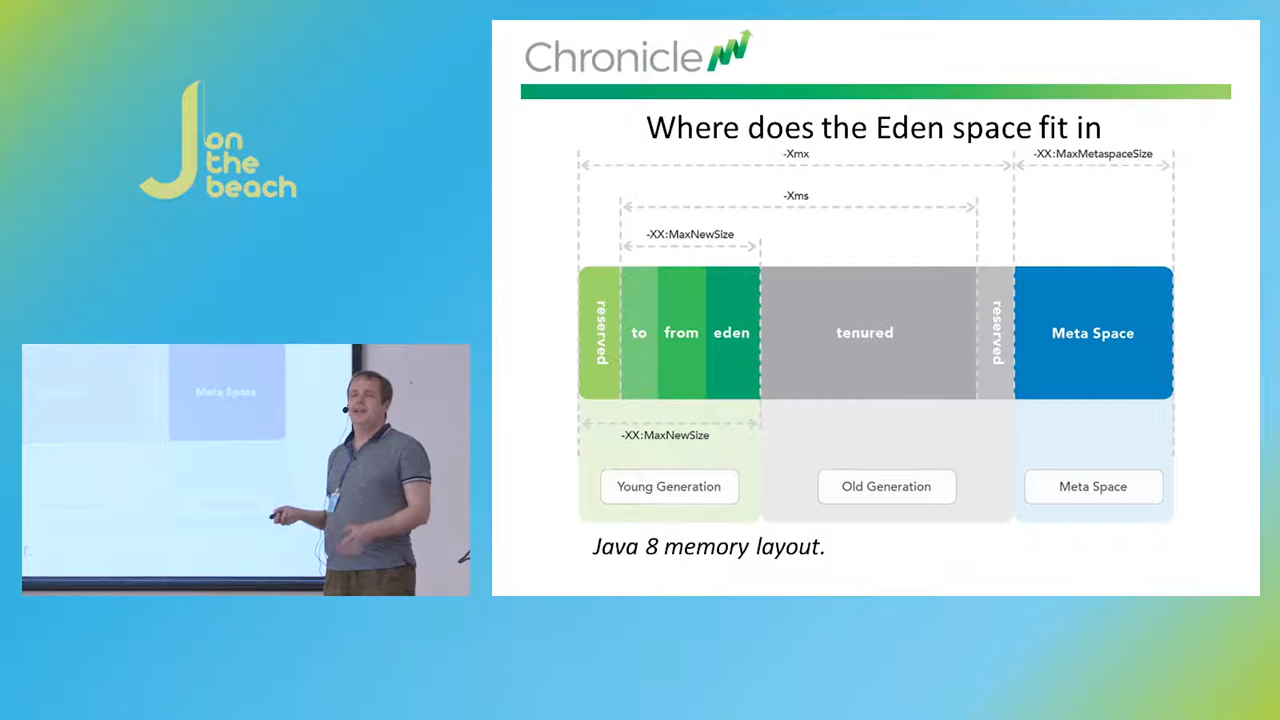 J on
the
beach
Chronicle
Where does the Eden space fit in
-Xmx
-XX:MaxMetaspaceSize
-Xms
-XX:MaxNewSize
reserved
to
from
eden
tenured
reserved
Meta Space
-XX:MaxNewSize
Young Generation
Old Generation
Meta Space
Java 8 memory layout.
Meta Space